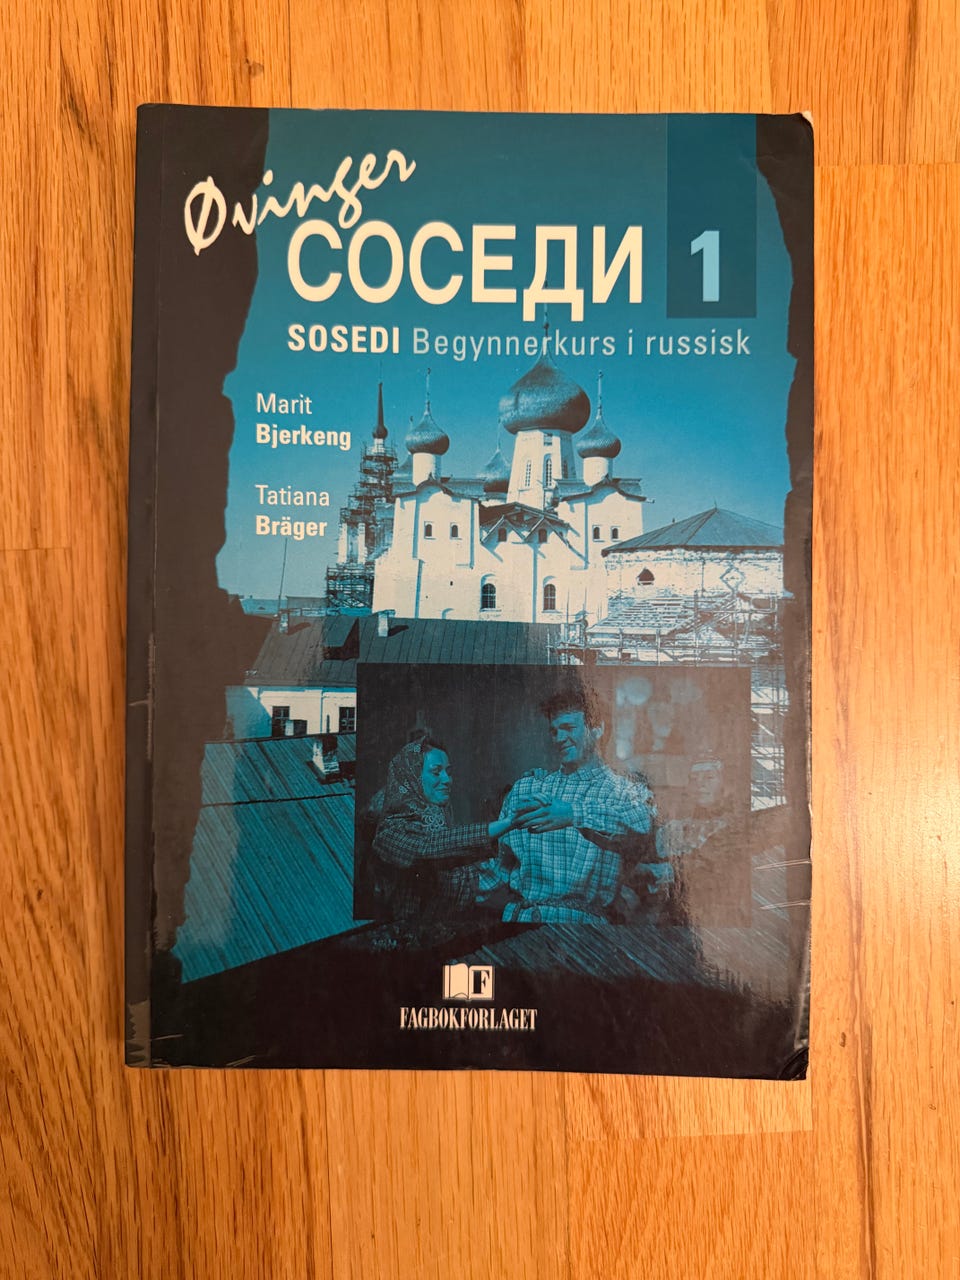 Øvinger
СОСЕДИ 1
SOSEDI Begynnerkurs i russisk
Marit
Bjerkeng
Tatiana
Bräger
F
FAGBOKFORLAGET